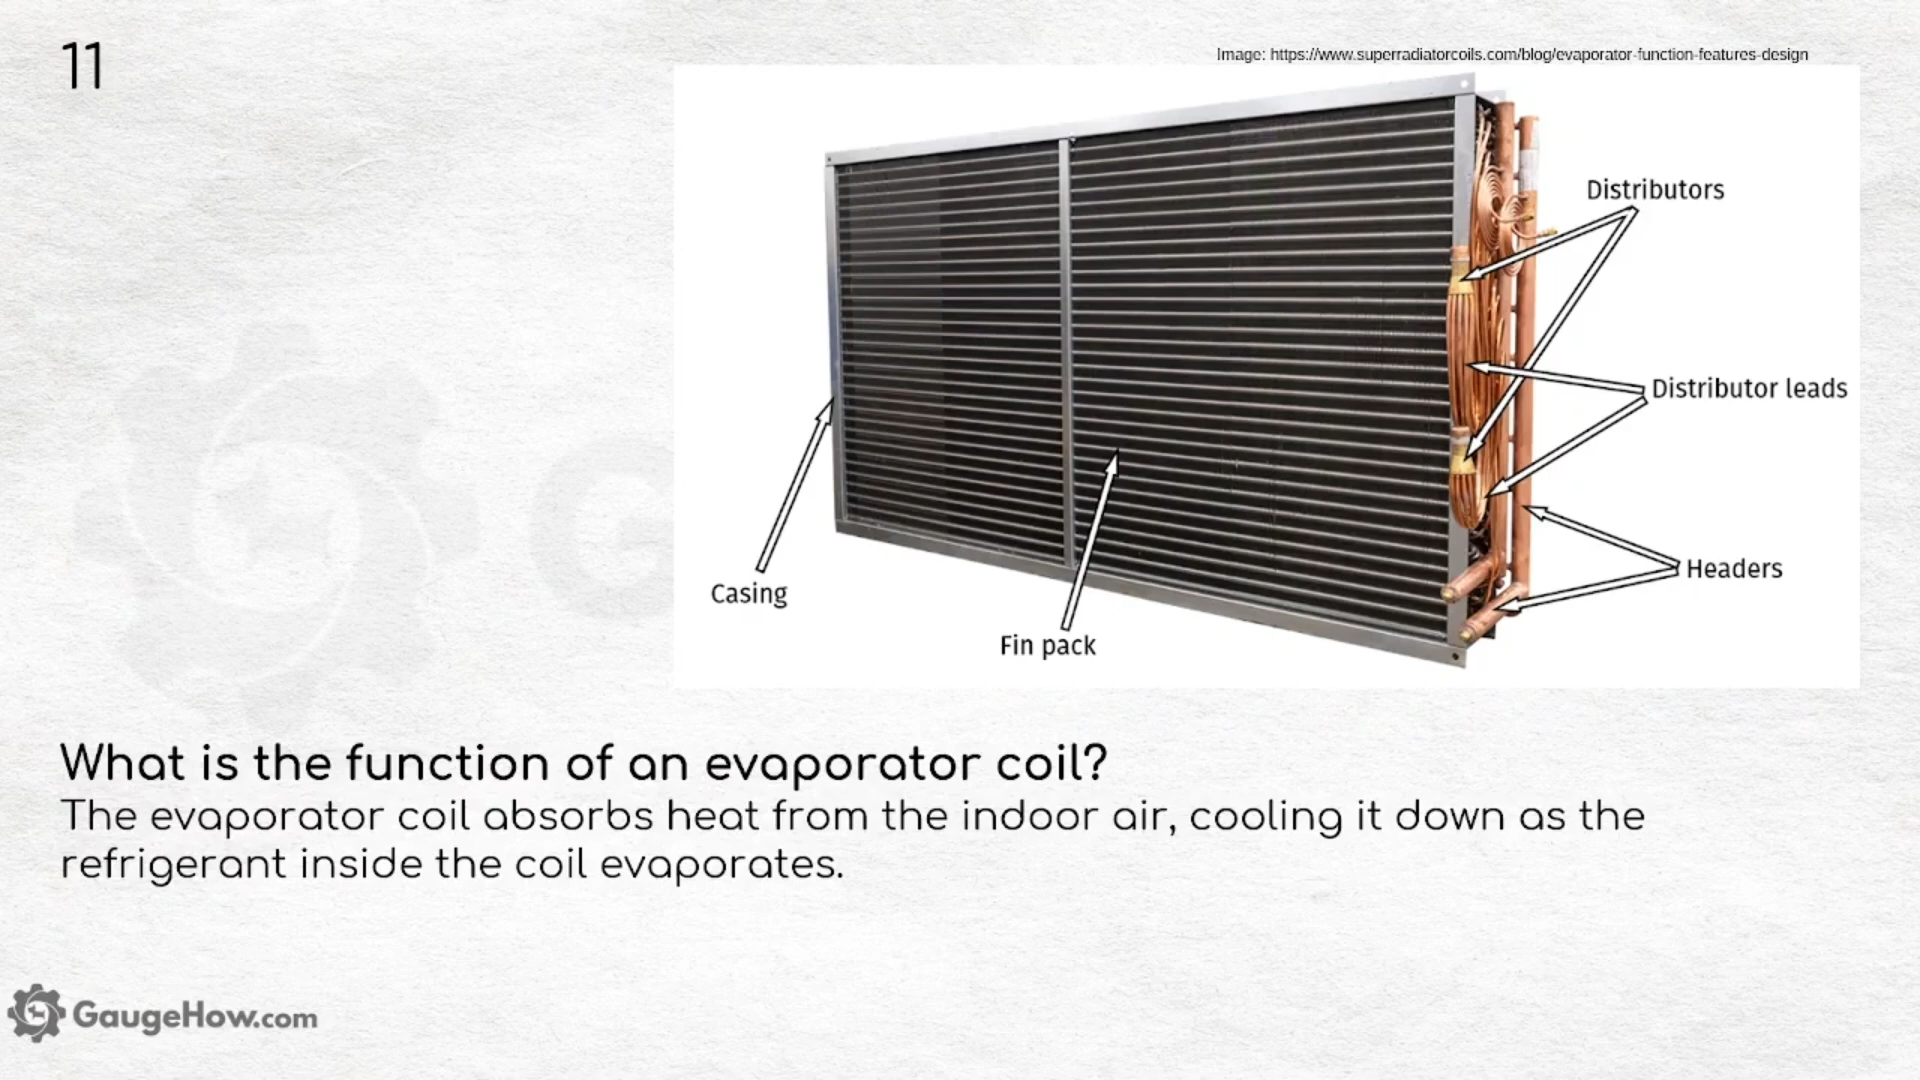 11
Image: https://www.superradiatorcoils.com/blog/evaporator-function-features-design
Distributors
Distributor leads
Casing
Headers
Fin pack
What is the function of an evaporator coil?
The evaporator coil absorbs heat from the indoor air, cooling it down as the
refrigerant inside the coil evaporates.
GaugeHow.com